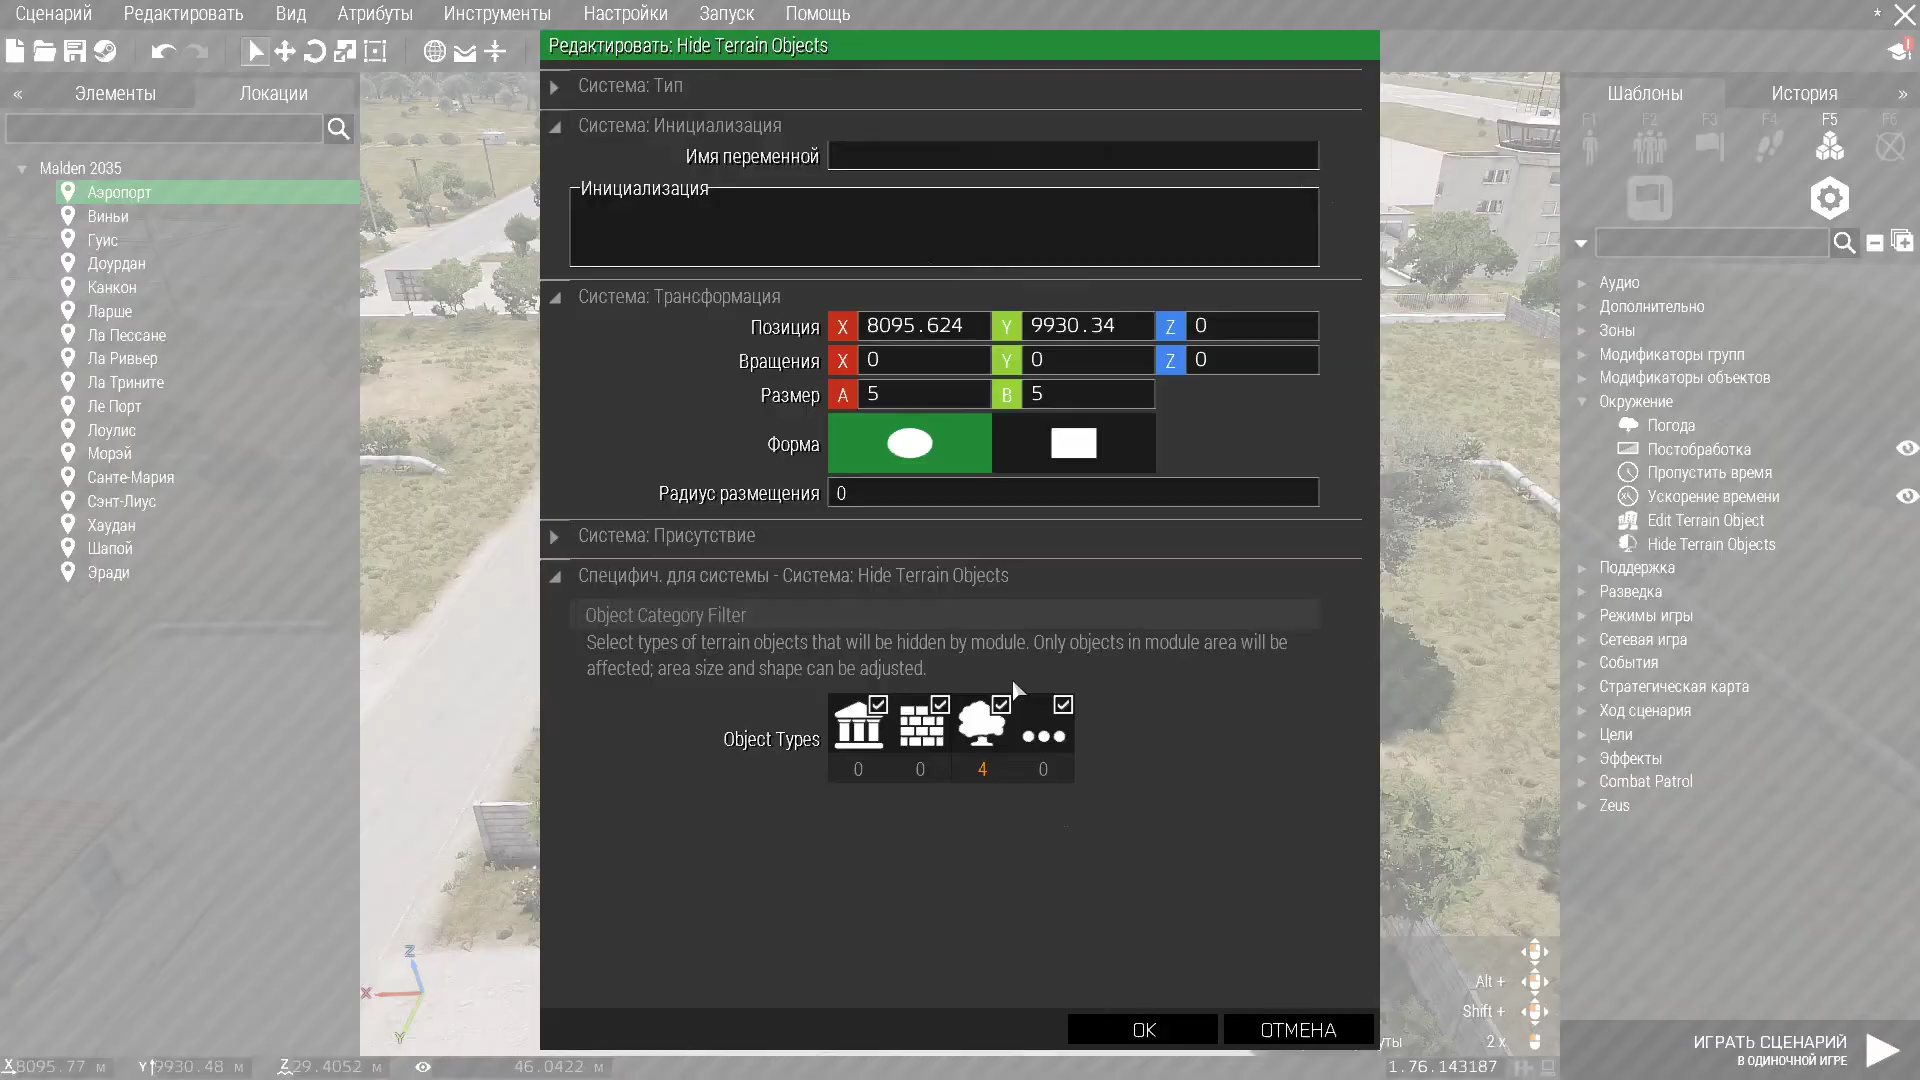 Сценарий Редактировать Вид Атрибуты Инструменты Настройки Запуск Помощь *
Редактировать: Hide Terrain Objects
« Элементы Локации
Malden 2035
Аэропорт
Виньи
Гуис
Доурдан
Канкон
Ларше
Ла Пессане
Ла Ривьер
Ла Трините
Ле Порт
Лоулис
Морэй
Санте-Мария
Сэнт-Лиус
Хаудан
Шапой
Эради
Система: Тип
Система: Инициализация
Имя переменной
Инициализация
Система: Трансформация
Позиция X 8095.624 Y 9930.34 Z 0
Вращения X 0 Y 0 Z 0
Размер A 5 B 5
Форма
Радиус размещения 0
Система: Присутствие
Специфич. для системы - Система: Hide Terrain Objects
Object Category Filter
Select types of terrain objects that will be hidden by module. Only objects in module area will be
affected; area size and shape can be adjusted.
Object Types
0 0 4 0
OK ОТМЕНА
Шаблоны История »
F1 F2 F3 F4 F5 F6
Аудио
Дополнительно
Зоны
Модификаторы групп
Модификаторы объектов
Окружение
Погода
Постобработка
Пропустить время
Ускорение времени
Edit Terrain Object
Hide Terrain Objects
Поддержка
Разведка
Режимы игры
Сетевая игра
События
Стратегическая карта
Ход сценария
Цели
Эффекты
Combat Patrol
Zeus
Z
X
Y
Alt +
Shift +
2 x
ИГРАТЬ СЦЕНАРИЙ
В ОДИНОЧНОЙ ИГРЕ
X 8095.77 м Y 9930.48 м Z 29.4052 м 46.0422 м 1.76.143187